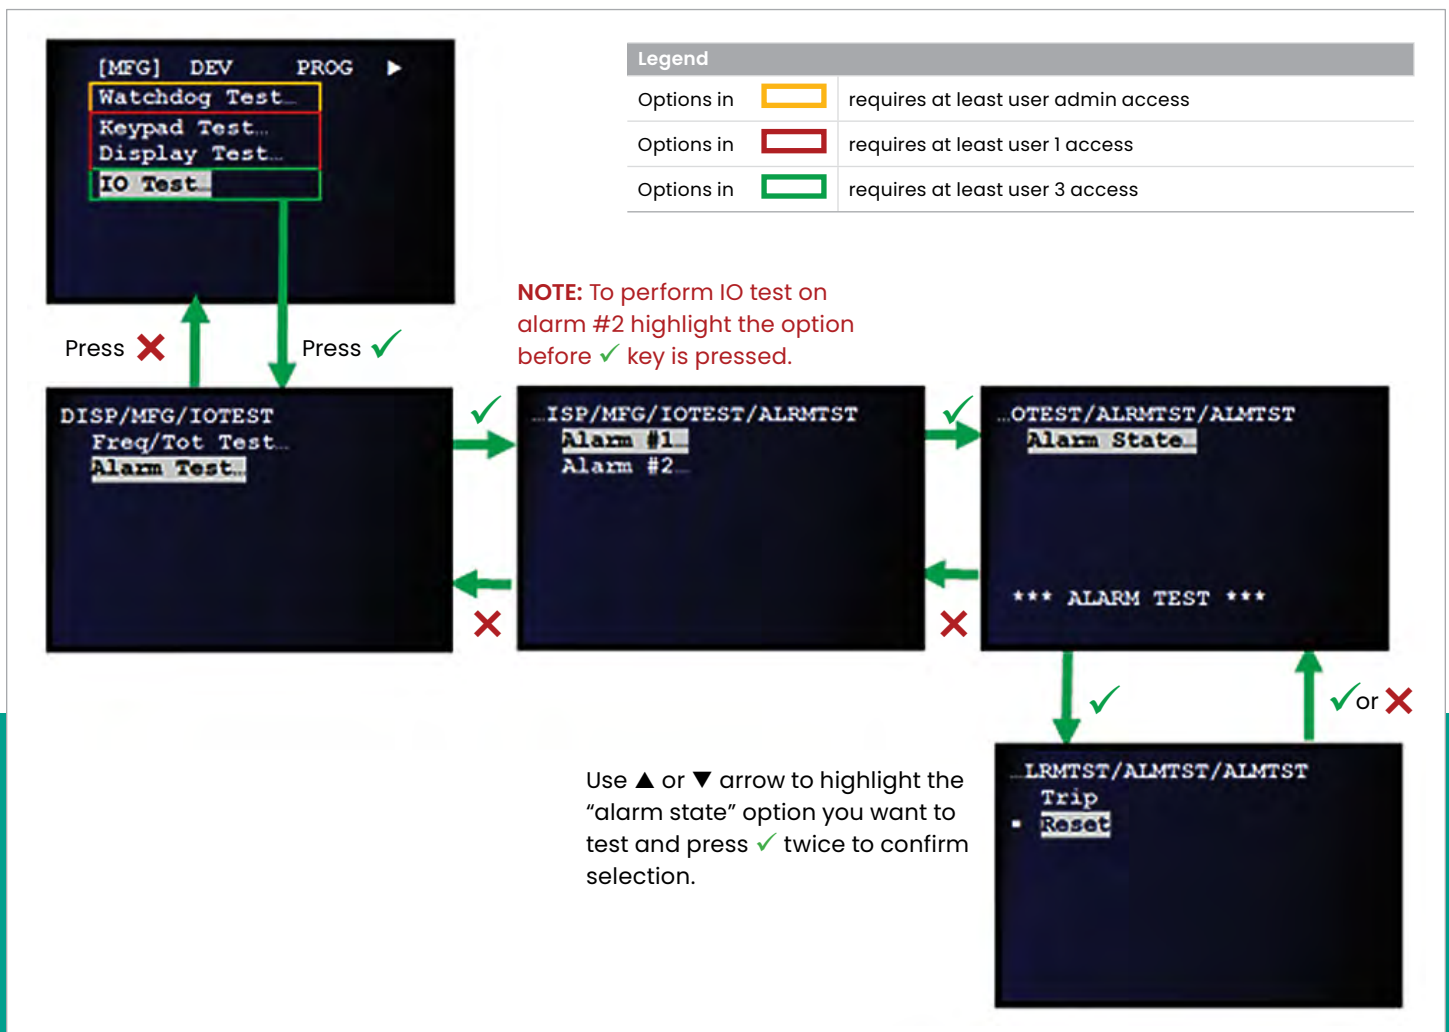 [MFG] DEV PROG ▶
Watchdog Test…
Keypad Test…
Display Test…
IO Test…
Legend
Options in requires at least user admin access
Options in requires at least user 1 access
Options in requires at least user 3 access
NOTE: To perform IO test on
alarm #2 highlight the option
before ✓ key is pressed.
Press ✗
Press ✓
DISP/MFG/IOTEST
Freq/Tot Test…
Alarm Test…
✓
✗
…ISP/MFG/IOTEST/ALRMTST
Alarm #1…
Alarm #2…
✓
✗
…OTEST/ALRMTST/ALMTST
Alarm State…
*** ALARM TEST ***
✓
✓ or ✗
Use ▲ or ▼ arrow to highlight the
“alarm state” option you want to
test and press ✓ twice to confirm
selection.
…LRMTST/ALMTST/ALMTST
Trip
Reset